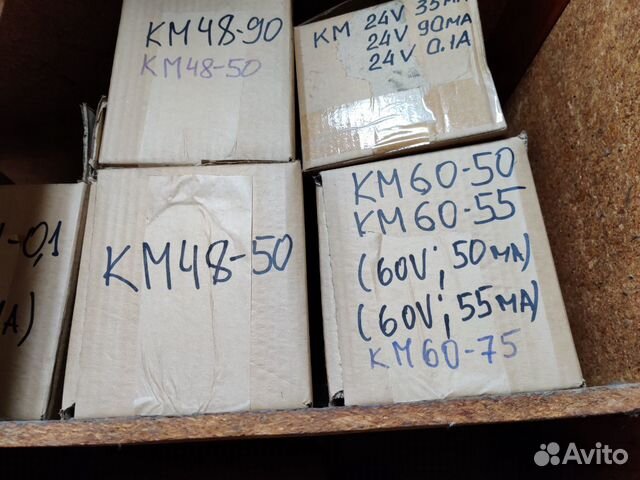 КМ48-90
КМ48-50
КМ 24V 35МА
24V 90МА
24V 0.1А
-0,1
А)
КМ48-50
КМ60-50
КМ60-55
(60V; 50МА)
(60V; 55МА)
КМ60-75
Avito